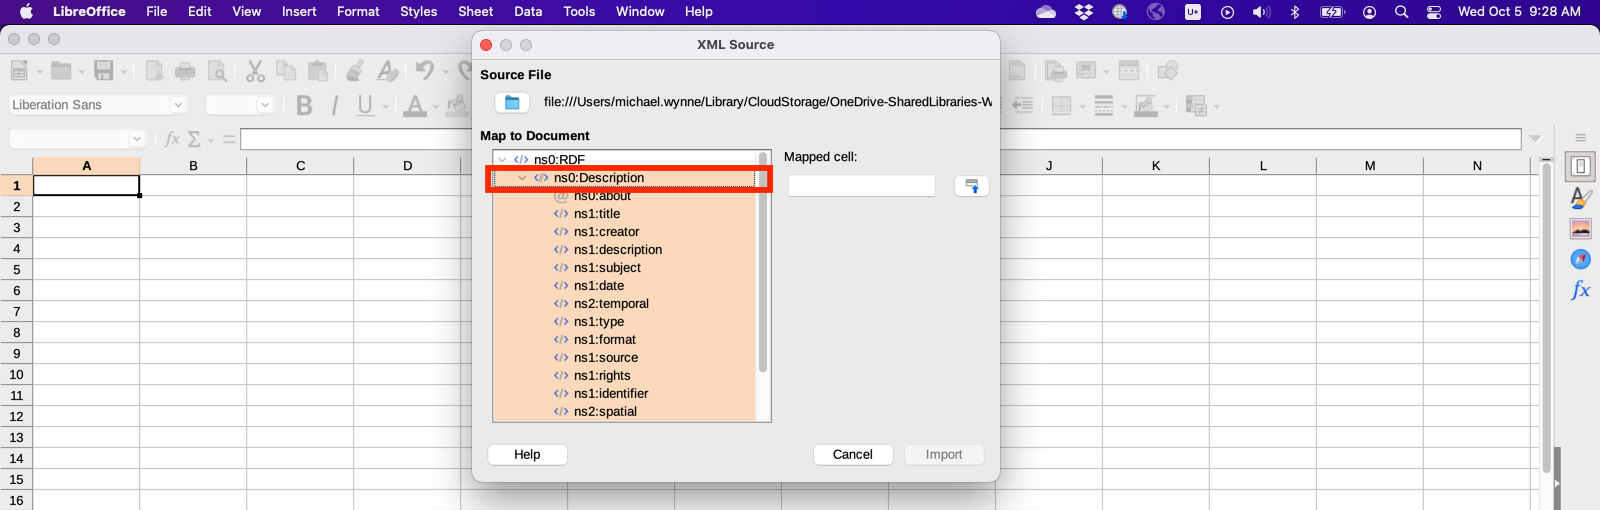 LibreOffice File Edit View Insert Format Styles Sheet Data Tools Window Help Wed Oct 5 9:28 AM
XML Source
Source File
Liberation Sans
file:///Users/michael.wynne/Library/CloudStorage/OneDrive-SharedLibraries-W
Map to Document
Mapped cell:
A B C D J K L M N
ns0:RDF
ns0:Description
ns0:about
ns1:title
ns1:creator
ns1:description
ns1:subject
ns1:date
ns2:temporal
ns1:type
ns1:format
ns1:source
ns1:rights
ns1:identifier
ns2:spatial
Help Cancel Import
1
2
3
4
5
6
7
8
9
10
11
12
13
14
15
16